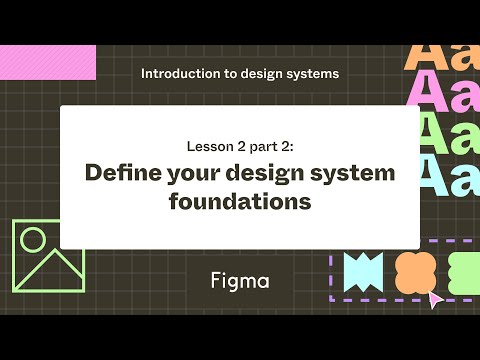 Introduction to design systems
Aa
Aa
Aa
Aa
Lesson 2 part 2:
Define your design system
foundations
Figma